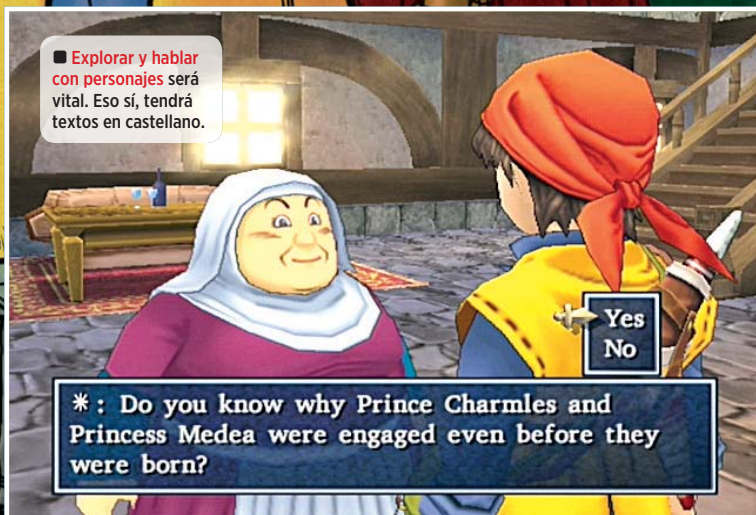 ■ Explorar y hablar
con personajes será
vital. Eso sí, tendrá
textos en castellano.
Yes
No
*: Do you know why Prince Charmles and
Princess Medea were engaged even before they
were born?